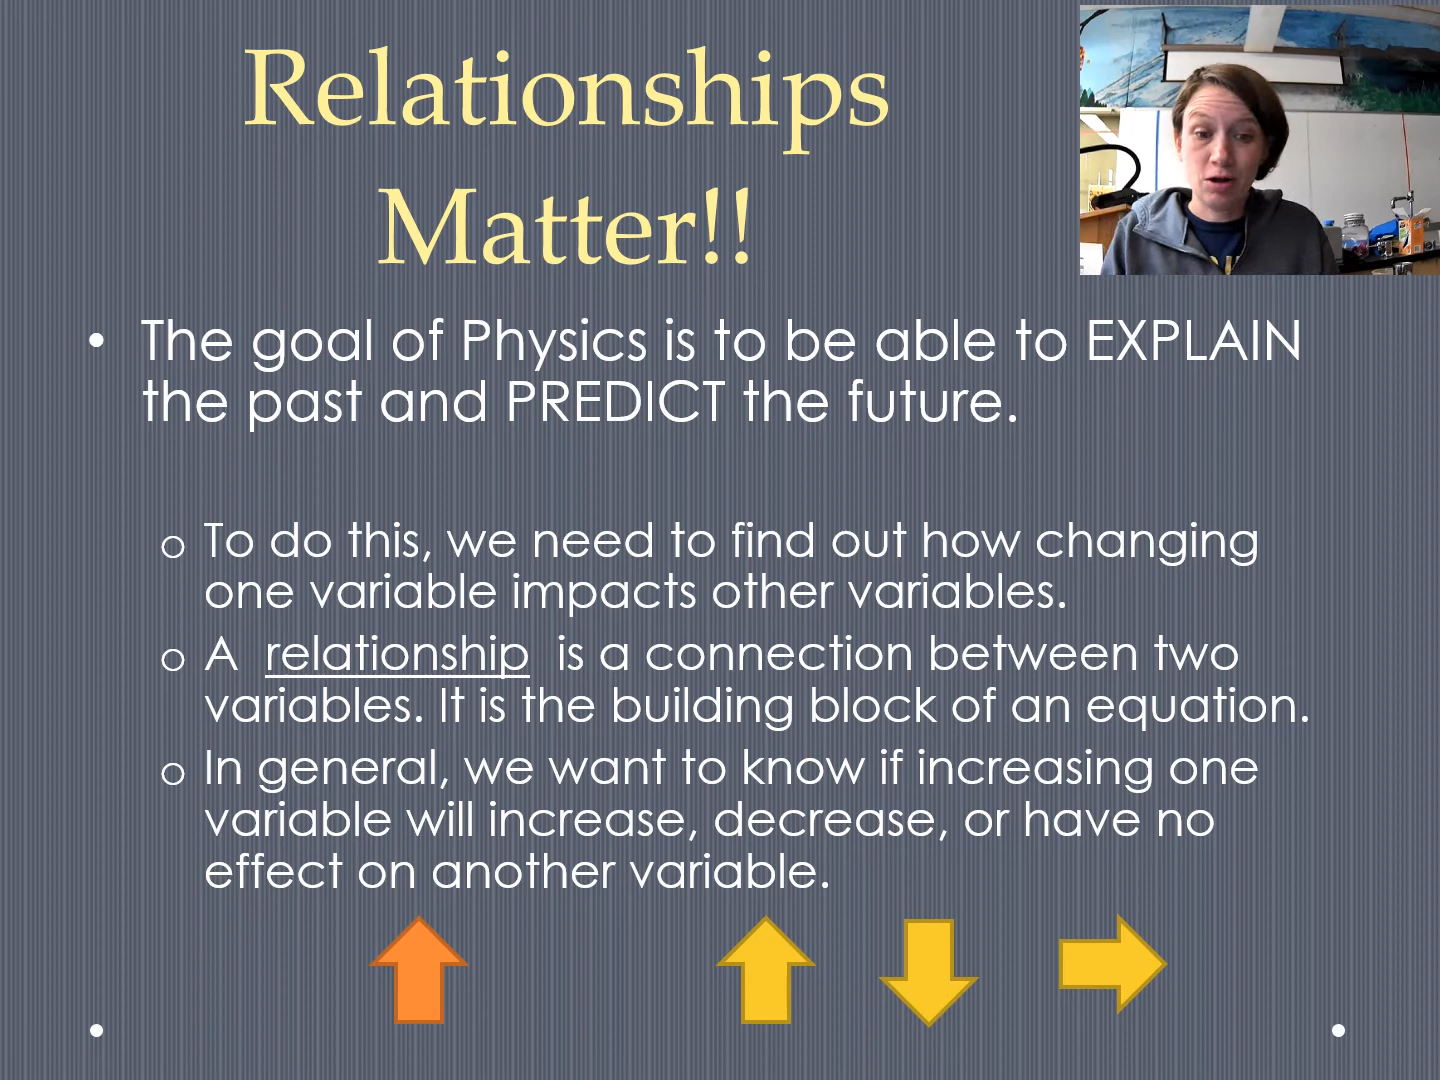 Relationships
Matter!!
• The goal of Physics is to be able to EXPLAIN
the past and PREDICT the future.
o To do this, we need to find out how changing
one variable impacts other variables.
o A relationship is a connection between two
variables. It is the building block of an equation.
o In general, we want to know if increasing one
variable will increase, decrease, or have no
effect on another variable.